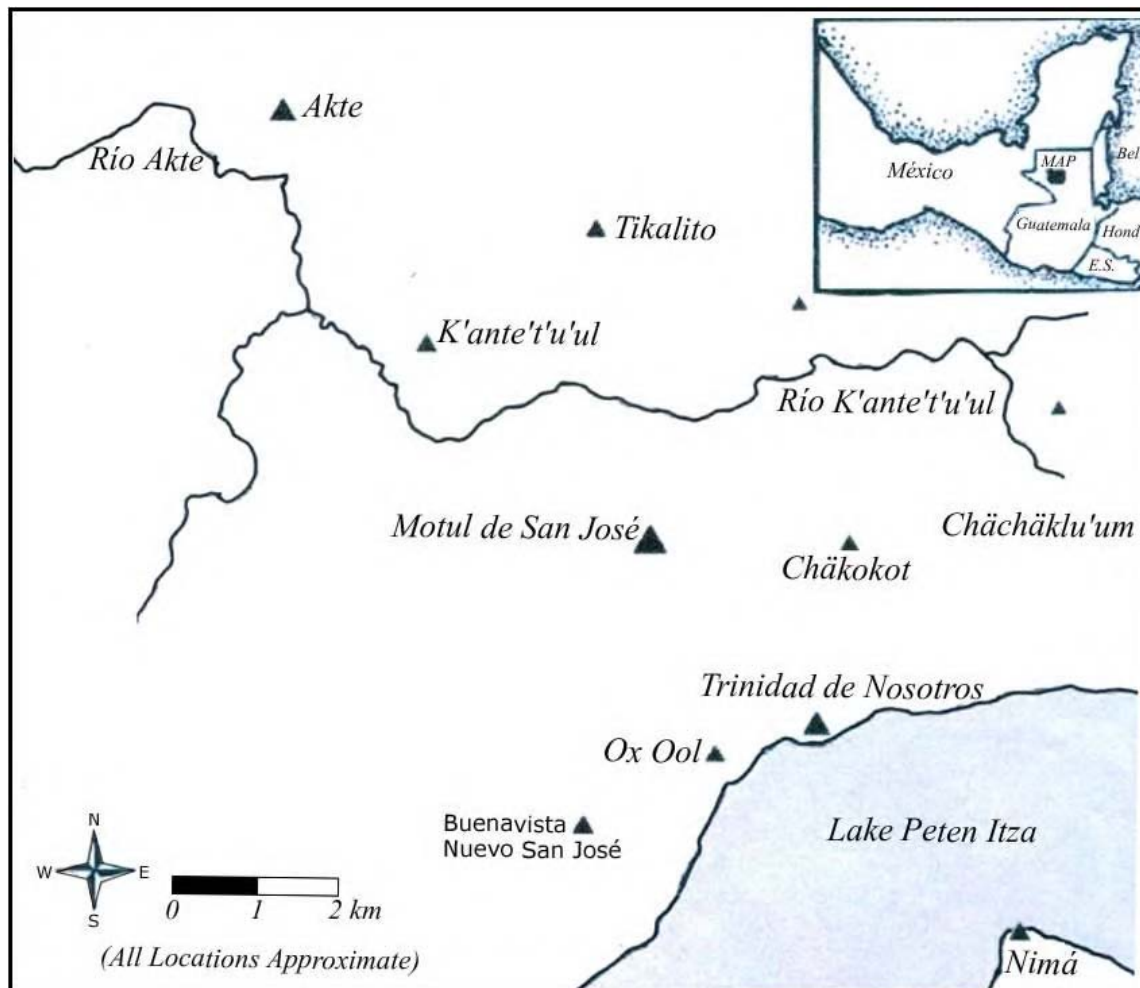 Akte
Río Akte
México
MAP
Bel
Guatemala
Hond
E.S.
Tikalito
K'ante't'u'ul
Río K'ante't'u'ul
Motul de San José
Chäkokot
Chächäklu'um
Trinidad de Nosotros
Ox Ool
Buenavista
Nuevo San José
Lake Peten Itza
N
W E
S
0 1 2 km
(All Locations Approximate)
Nimá